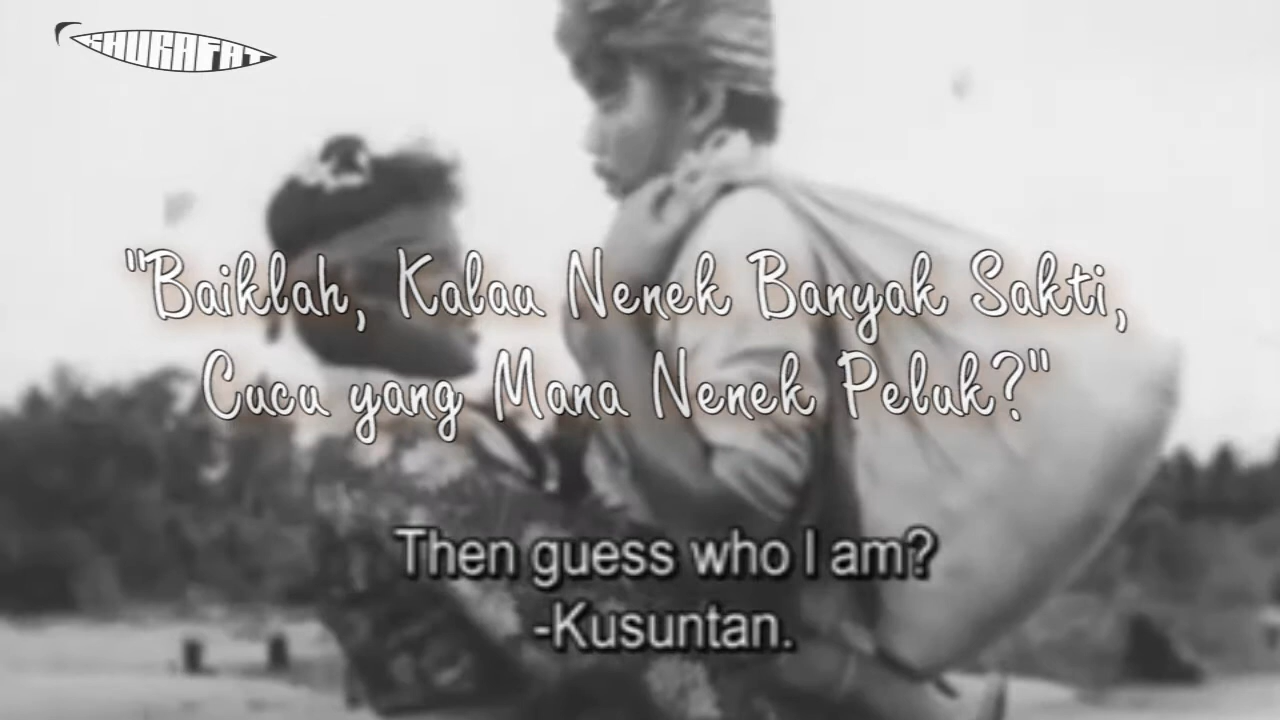 KHURAFAT
"Baiklah, Kalau Nenek Banyak Sakti,
Cucu yang Mana Nenek Peluk?"
Then guess who I am?
-Kusuntan.